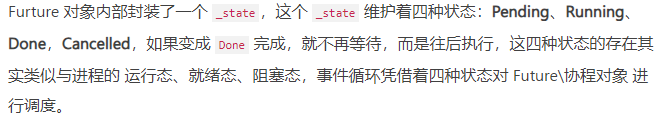 Furture 对象内部封装了一个 _state，这个 _state 维护着四种状态：Pending、Running、
Done，Cancelled，如果变成 Done 完成，就不再等待，而是往后执行，这四种状态的存在其
实类似与进程的 运行态、就绪态、阻塞态，事件循环凭借着四种状态对 Future\协程对象 进
行调度。